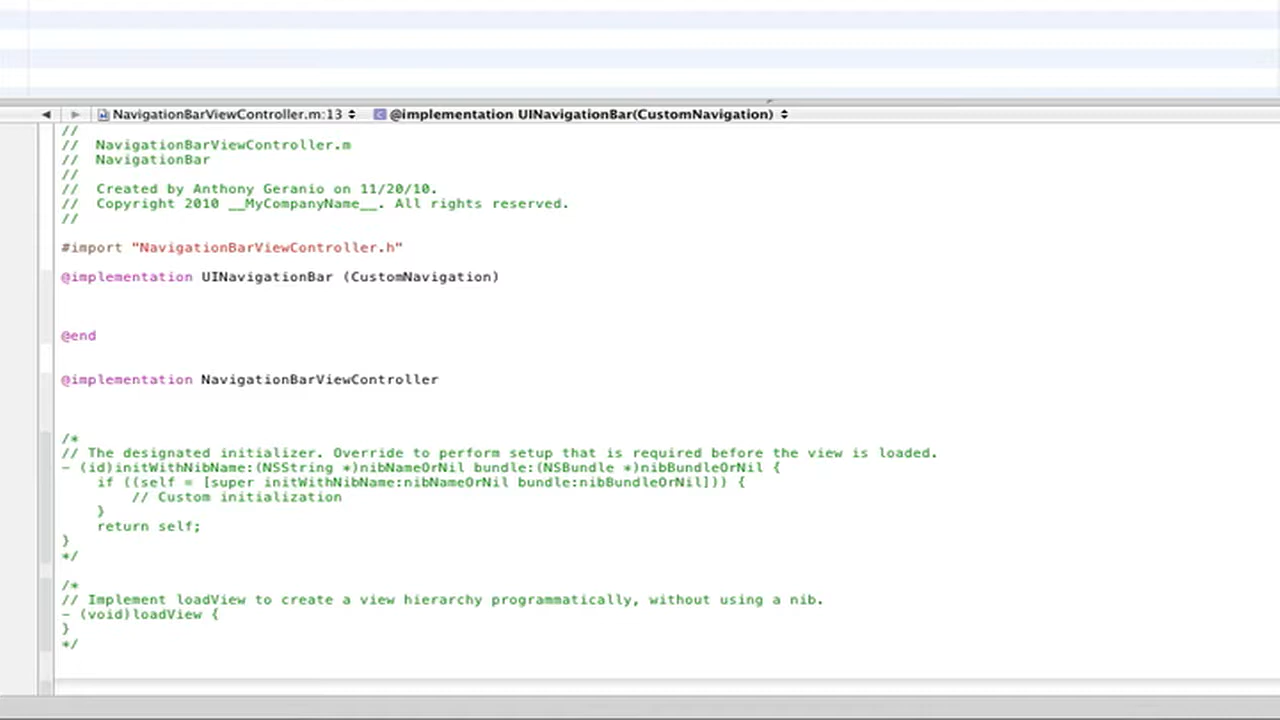 NavigationBarViewController.m:13 @implementation UINavigationBar(CustomNavigation)
//
// NavigationBarViewController.m
// NavigationBar
//
// Created by Anthony Geranio on 11/20/10.
// Copyright 2010 __MyCompanyName__. All rights reserved.
//
#import "NavigationBarViewController.h"
@implementation UINavigationBar (CustomNavigation)
@end
@implementation NavigationBarViewController
/*
// The designated initializer. Override to perform setup that is required before the view is loaded.
- (id)initWithNibName:(NSString *)nibNameOrNil bundle:(NSBundle *)nibBundleOrNil {
if ((self = [super initWithNibName:nibNameOrNil bundle:nibBundleOrNil])) {
// Custom initialization
}
return self;
}
*/
/*
// Implement loadView to create a view hierarchy programmatically, without using a nib.
- (void)loadView {
}
*/